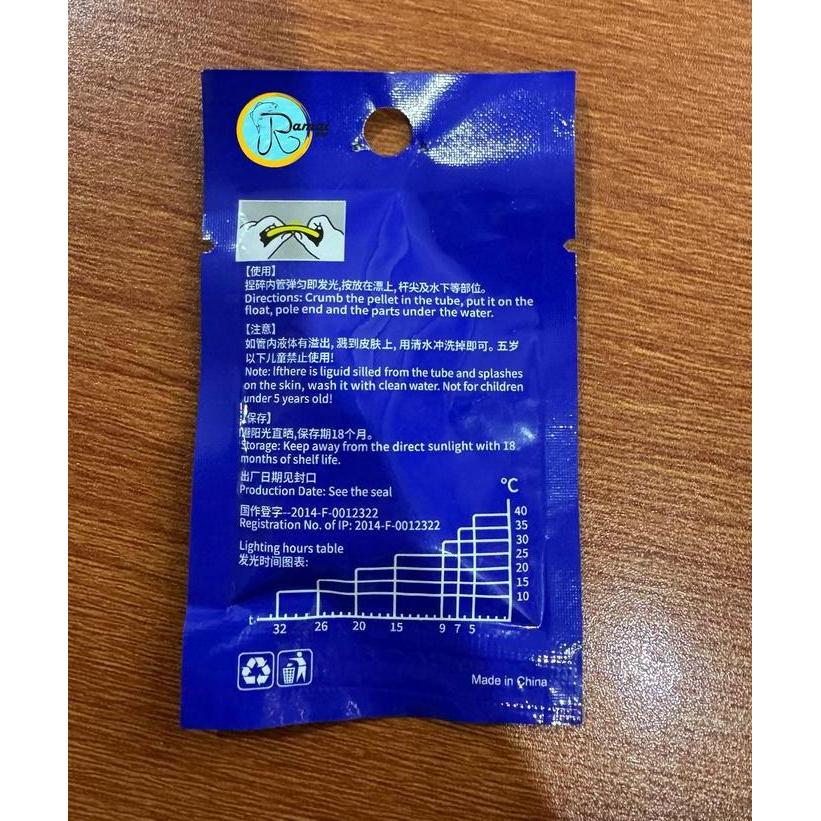 【使用】
捏碎内管弹匀即发光,按放在漂上,杆尖及水下等部位。
Directions: Crumb the pellet in the tube, put it on the
float, pole end and the parts under the water.
【注意】
如管内液体有溢出, 溅到皮肤上, 用清水冲洗掉即可。五岁
以下儿童禁止使用!
Note: Ifthere is liguid silled from the tube and splashes
on the skin, wash it with clean water. Not for children
under 5 years old!
【保存】
避阳光直晒,保存期18个月。
Storage: Keep away from the direct sunlight with 18
months of shelf life.
出厂日期见封口
Production Date: See the seal
国作登字--2014-F-0012322
Registration No. of IP: 2014-F-0012322
Lighting hours table
发光时间图表:
℃
40
35
30
25
20
15
10
t
32 26 20 15 9 7 5
Made in China